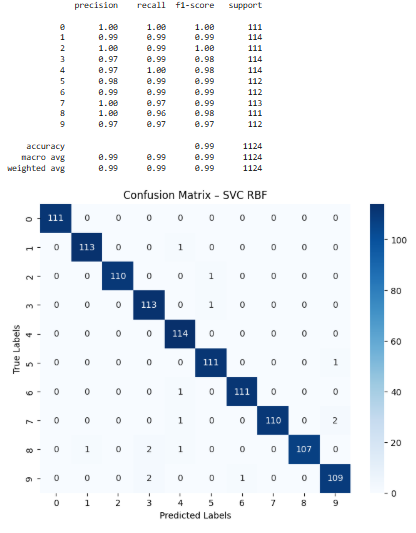 precision recall f1-score support
0 1.00 1.00 1.00 111
1 0.99 0.99 0.99 114
2 1.00 0.99 1.00 111
3 0.97 0.99 0.98 114
4 0.97 1.00 0.98 114
5 0.98 0.99 0.99 112
6 0.99 0.99 0.99 112
7 1.00 0.97 0.99 113
8 1.00 0.96 0.98 111
9 0.97 0.97 0.97 112
accuracy 0.99 1124
macro avg 0.99 0.99 0.99 1124
weighted avg 0.99 0.99 0.99 1124
Confusion Matrix – SVC RBF
0 111 0 0 0 0 0 0 0 0 0
1 0 113 0 0 1 0 0 0 0 0
2 0 0 110 0 0 1 0 0 0 0
3 0 0 0 113 0 1 0 0 0 0
4 0 0 0 0 114 0 0 0 0 0
5 0 0 0 0 0 111 0 0 0 1
6 0 0 0 0 1 0 111 0 0 0
7 0 0 0 0 1 0 0 110 0 2
8 0 1 0 2 1 0 0 0 107 0
9 0 0 0 2 0 0 1 0 0 109
0 1 2 3 4 5 6 7 8 9
Predicted Labels
True Labels
100
80
60
40
20
0